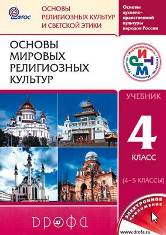 ФГОС
ОСНОВЫ
РЕЛИГИОЗНЫХ КУЛЬТУР
И СВЕТСКОЙ ЭТИКИ
Основы
духовно-
нравственной
культуры
народов России
ОСНОВЫ
МИРОВЫХ
РЕЛИГИОЗНЫХ
КУЛЬТУР
РИТМ
УЧЕБНИК
4
КЛАСС
(4–5 КЛАССЫ)
ДРОФА
www.drofa.ru